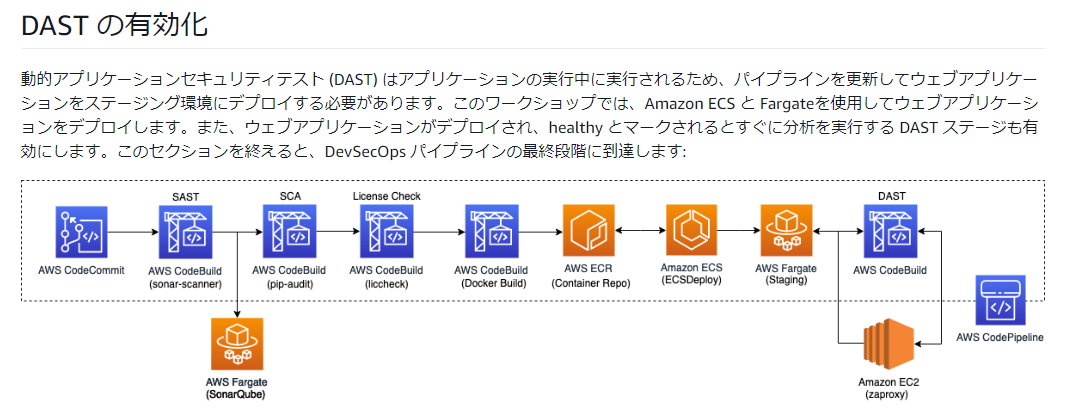 DAST の有効化
動的アプリケーションセキュリティテスト (DAST) はアプリケーションの実行中に実行されるため、パイプラインを更新してウェブアプリケー
ションをステージング環境にデプロイする必要があります。このワークショップでは、Amazon ECS と Fargateを使用してウェブアプリケーシ
ョンをデプロイします。また、ウェブアプリケーションがデプロイされ、healthy とマークされるとすぐに分析を実行する DAST ステージも有
効にします。このセクションを終えると、DevSecOps パイプラインの最終段階に到達します:
SAST
SCA
License Check
DAST
AWS CodeCommit
AWS CodeBuild
(sonar-scanner)
AWS CodeBuild
(pip-audit)
AWS CodeBuild
(liccheck)
AWS CodeBuild
(Docker Build)
AWS ECR
(Container Repo)
Amazon ECS
(ECSDeploy)
AWS Fargate
(Staging)
AWS CodeBuild
AWS CodePipeline
AWS Fargate
(SonarQube)
Amazon EC2
(zaproxy)